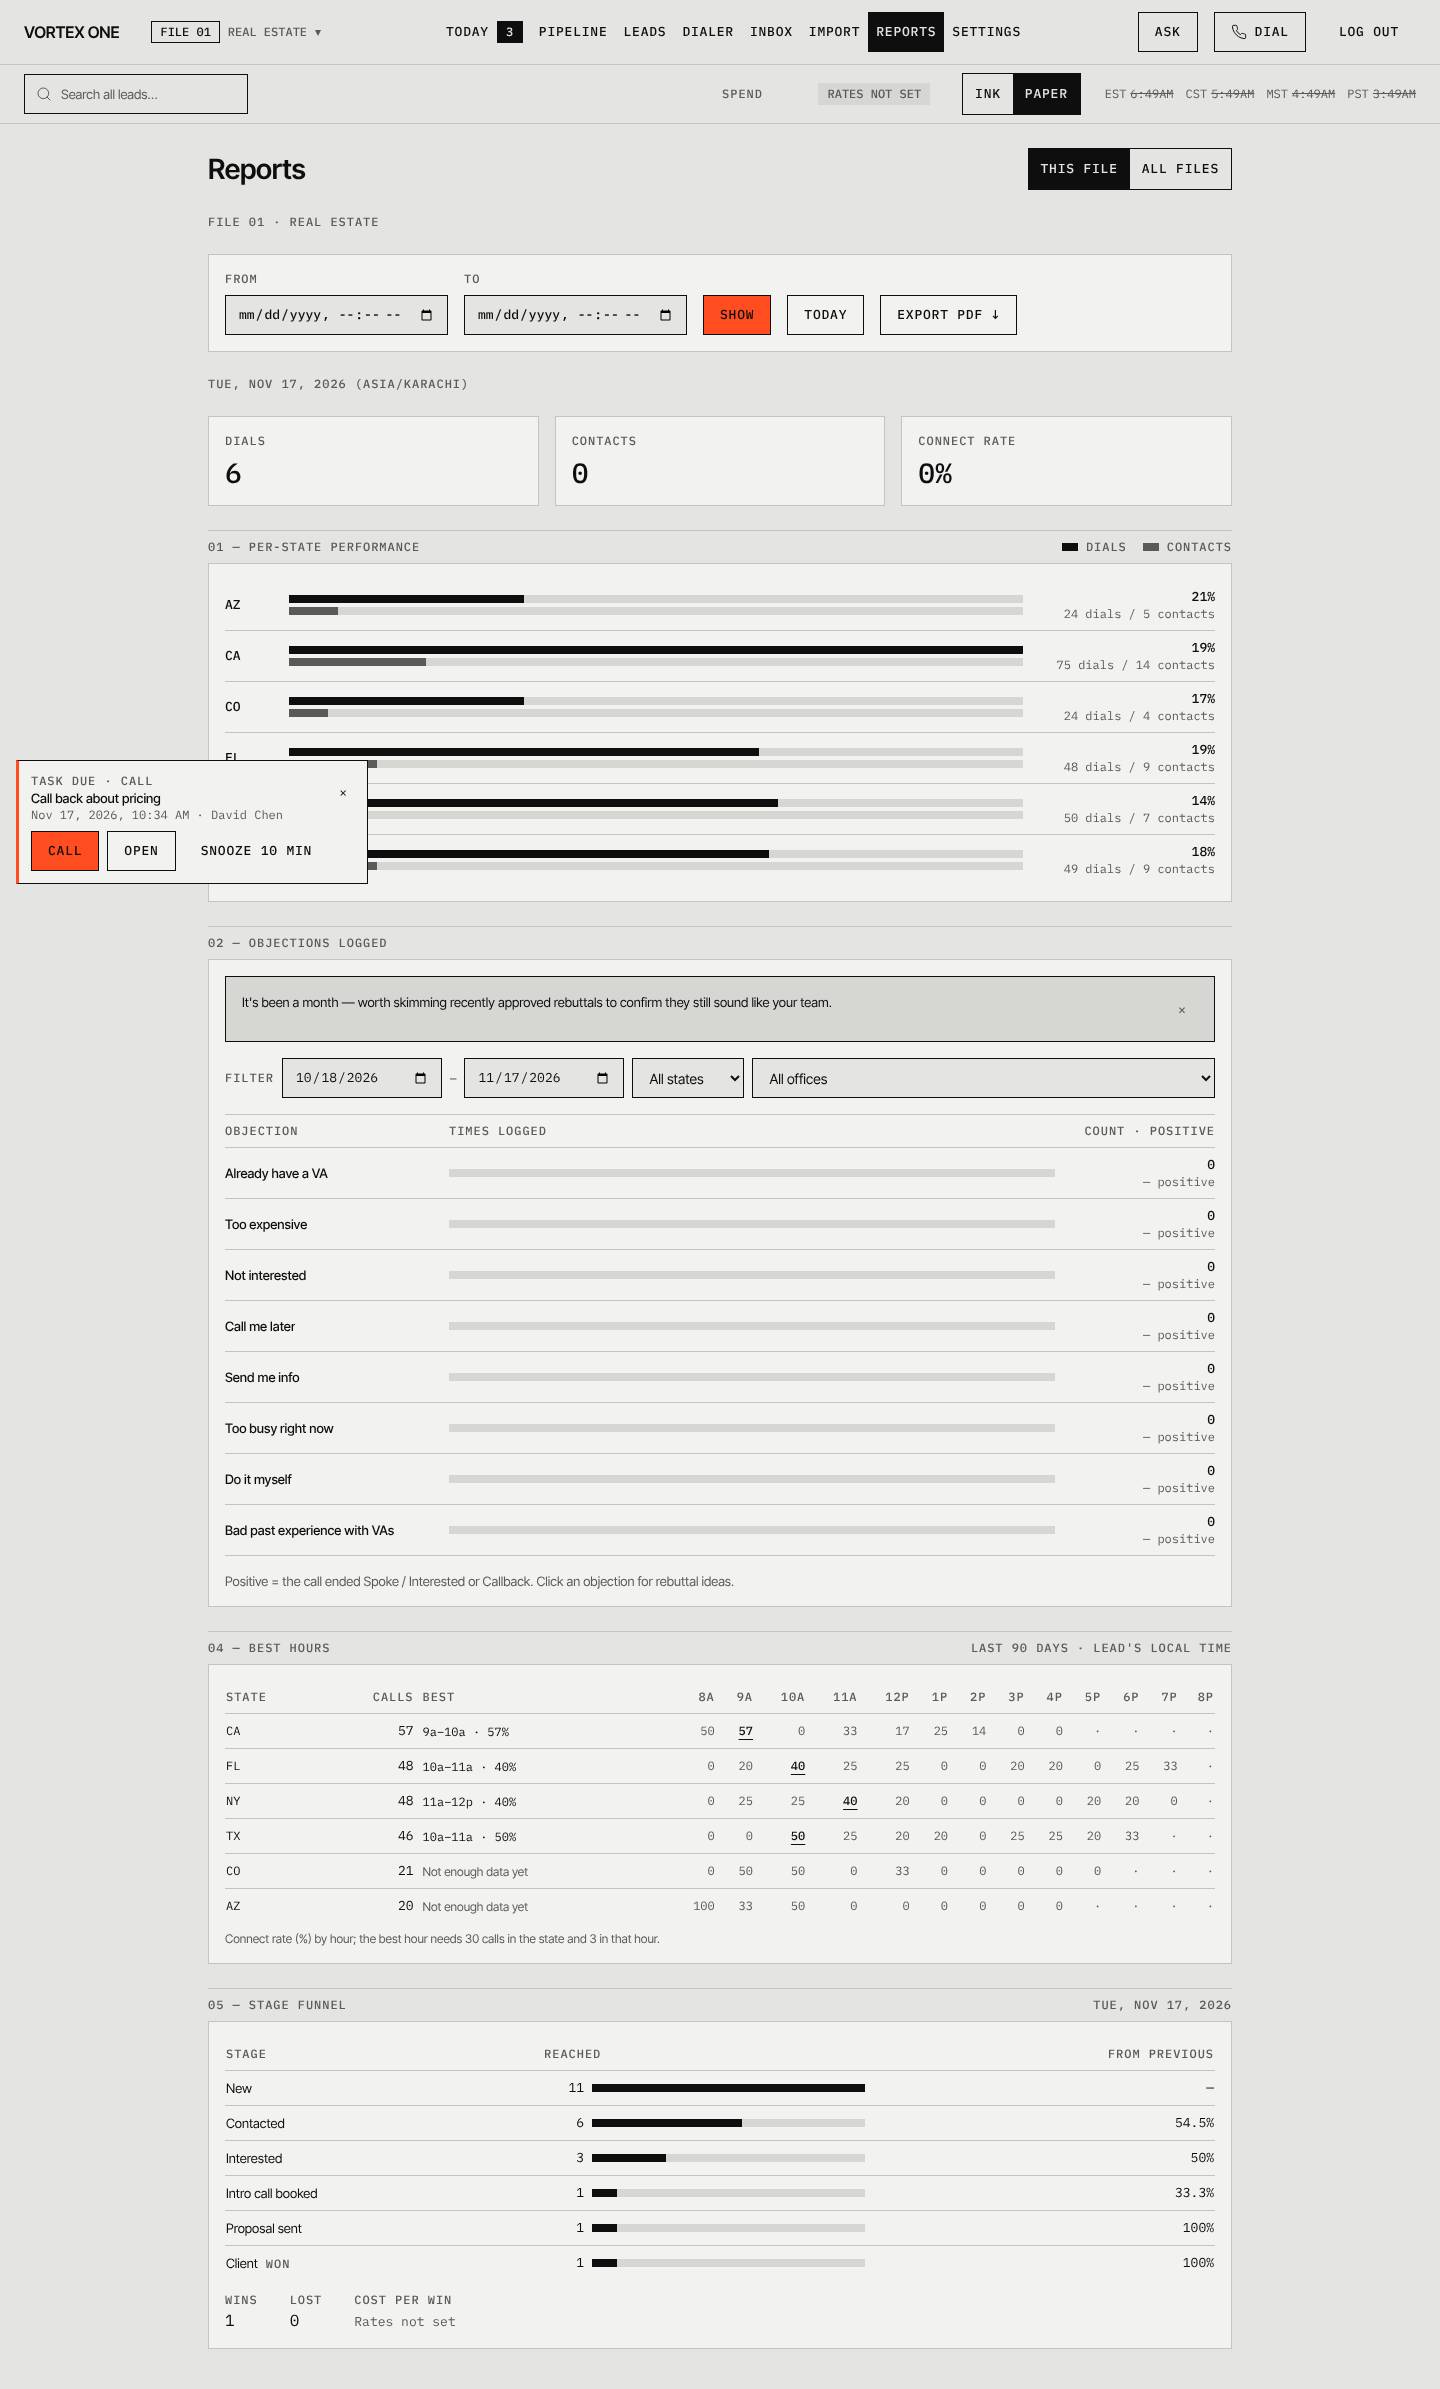 VORTEX ONE FILE 01 REAL ESTATE ▾ TODAY 3 PIPELINE LEADS DIALER INBOX IMPORT REPORTS SETTINGS ASK DIAL LOG OUT
Search all leads... SPEND RATES NOT SET INK PAPER EST 6:49AM CST 5:49AM MST 4:49AM PST 3:49AM
Reports THIS FILE ALL FILES
FILE 01 · REAL ESTATE
FROM TO
mm/dd/yyyy, --:-- -- mm/dd/yyyy, --:-- -- SHOW TODAY EXPORT PDF ↓
TUE, NOV 17, 2026 (ASIA/KARACHI)
DIALS CONTACTS CONNECT RATE
6 0 0%
01 — PER-STATE PERFORMANCE DIALS CONTACTS
AZ 21%
24 dials / 5 contacts
CA 19%
75 dials / 14 contacts
CO 17%
24 dials / 4 contacts
19%
48 dials / 9 contacts
14%
50 dials / 7 contacts
18%
49 dials / 9 contacts
TASK DUE · CALL ×
Call back about pricing
Nov 17, 2026, 10:34 AM · David Chen
CALL OPEN SNOOZE 10 MIN
02 — OBJECTIONS LOGGED
It's been a month — worth skimming recently approved rebuttals to confirm they still sound like your team. ×
FILTER 10/18/2026 – 11/17/2026 All states All offices
OBJECTION TIMES LOGGED COUNT · POSITIVE
Already have a VA 0
— positive
Too expensive 0
— positive
Not interested 0
— positive
Call me later 0
— positive
Send me info 0
— positive
Too busy right now 0
— positive
Do it myself 0
— positive
Bad past experience with VAs 0
— positive
Positive = the call ended Spoke / Interested or Callback. Click an objection for rebuttal ideas.
04 — BEST HOURS LAST 90 DAYS · LEAD'S LOCAL TIME
STATE CALLS BEST 8A 9A 10A 11A 12P 1P 2P 3P 4P 5P 6P 7P 8P
CA 57 9a–10a · 57% 50 57 0 33 17 25 14 0 0 · · · ·
FL 48 10a–11a · 40% 0 20 40 25 25 0 0 20 20 0 25 33 ·
NY 48 11a–12p · 40% 0 25 25 40 20 0 0 0 0 20 20 0 ·
TX 46 10a–11a · 50% 0 0 50 25 20 20 0 25 25 20 33 · ·
CO 21 Not enough data yet 0 50 50 0 33 0 0 0 0 0 · · ·
AZ 20 Not enough data yet 100 33 50 0 0 0 0 0 0 · · · ·
Connect rate (%) by hour; the best hour needs 30 calls in the state and 3 in that hour.
05 — STAGE FUNNEL TUE, NOV 17, 2026
STAGE REACHED FROM PREVIOUS
New 11 —
Contacted 6 54.5%
Interested 3 50%
Intro call booked 1 33.3%
Proposal sent 1 100%
Client WON 1 100%
WINS LOST COST PER WIN
1 0 Rates not set